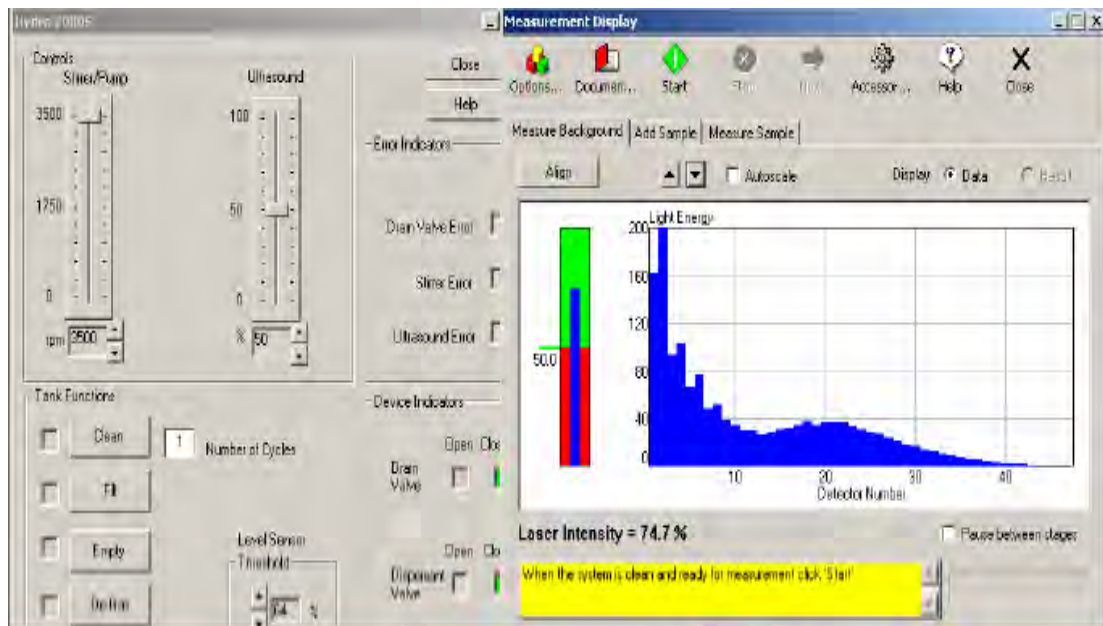 Measurement Display
Controls
Stirrer/Pump
Ultrasound
3500
1750
0
rpm 3500
100
50
0
% 50
Close
Help
Error Indicators
Drain Valve Error
Stirrer Error
Ultrasound Error
Tank Functions
Clean
1 Number of Cycles
Fill
Empty
Level Sensor
Threshold
%
Device Indicators
Open
Drain
Valve
Open
Dispersant
Valve
Options... Documen... Start Accessor... Help Close
Measure Background Add Sample Measure Sample
Align Autoscale Display Data
Light Energy
200
160
120
80
40
0
50.0
10 20 30 40
Detector Number
Laser Intensity = 74.7 %
Pause between stages
When the system is clean and ready for measurement click 'Start'